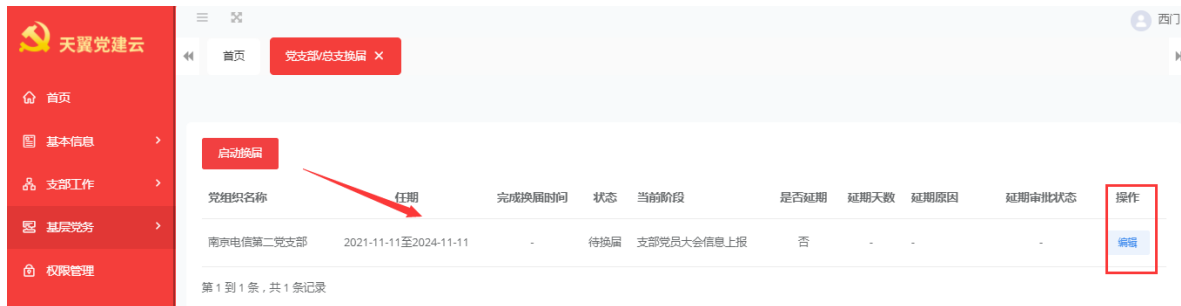 天翼党建云
西门
首页
党支部/总支换届 ×
首页
基本信息
支部工作
基层党务
权限管理
启动换届
党组织名称 任期 完成换届时间 状态 当前阶段 是否延期 延期天数 延期原因 延期审批状态 操作
南京电信第二党支部 2021-11-11至2024-11-11 - 待换届 支部党员大会信息上报 否 - - - 编辑
第 1 到 1 条，共 1 条记录